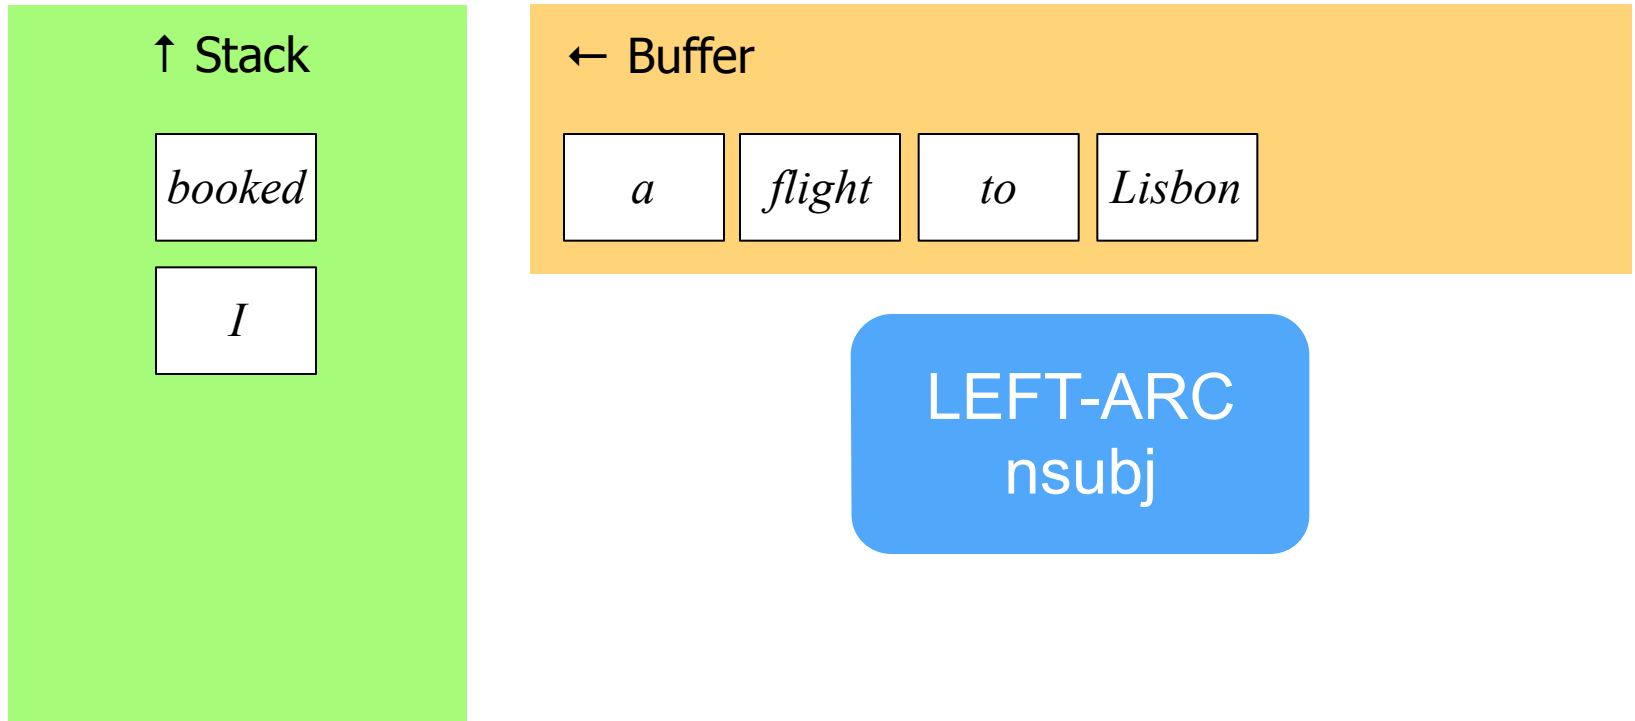 ↑ Stack
← Buffer
booked
a flight to Lisbon
I
LEFT-ARC
nsubj